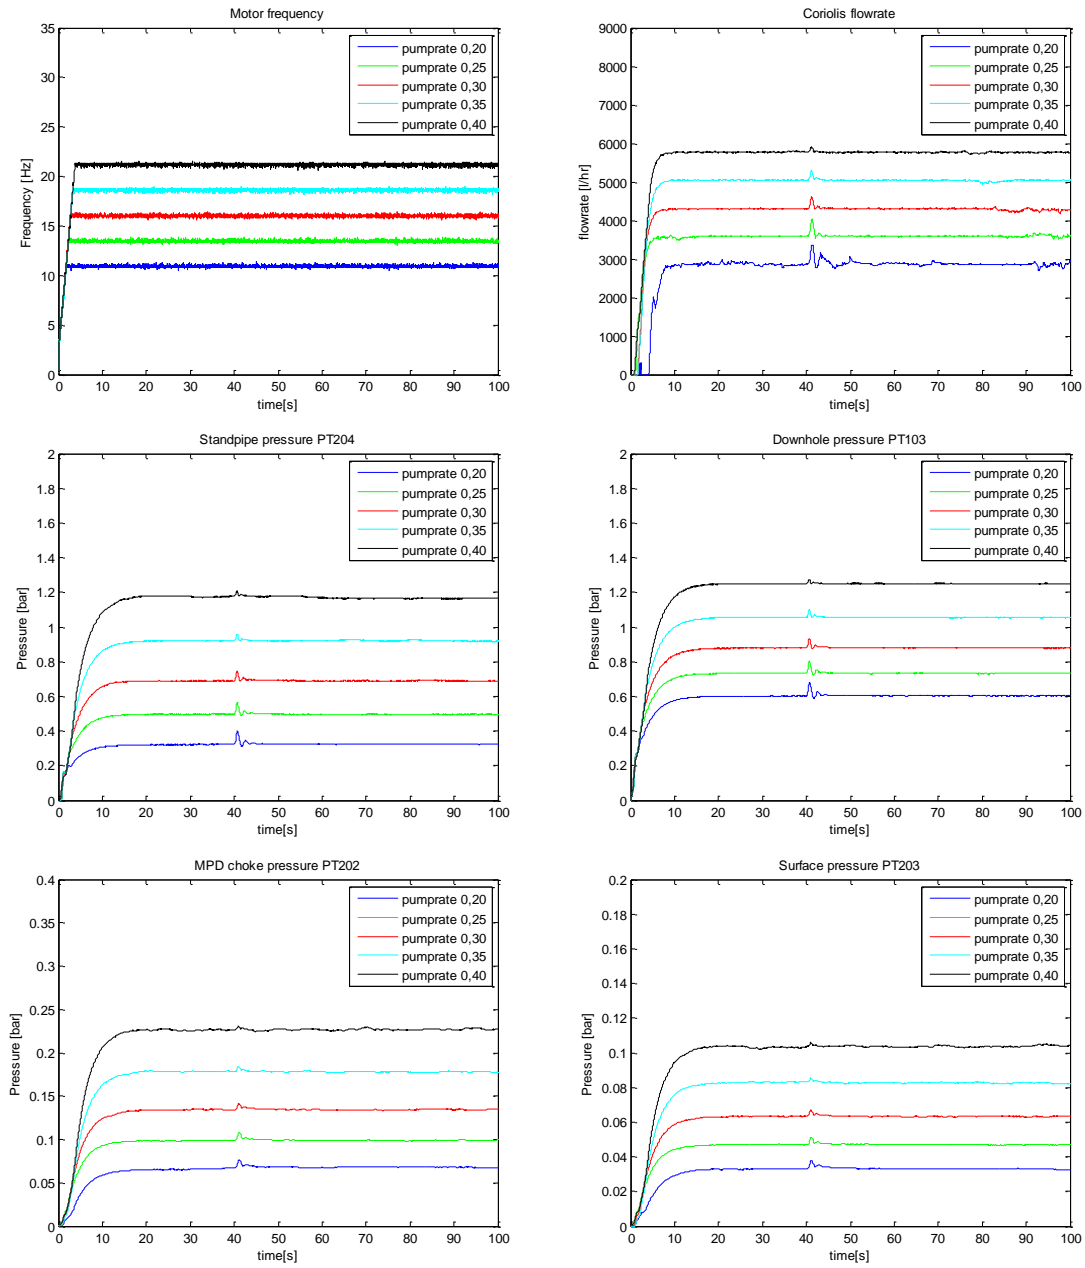 Motor frequency
35
30
25
20
15
10
5
0
Frequency [Hz]
0 10 20 30 40 50 60 70 80 90 100
time[s]
pumprate 0,20
pumprate 0,25
pumprate 0,30
pumprate 0,35
pumprate 0,40
Coriolis flowrate
9000
8000
7000
6000
5000
4000
3000
2000
1000
0
flowrate [l/hr]
0 10 20 30 40 50 60 70 80 90 100
time[s]
pumprate 0,20
pumprate 0,25
pumprate 0,30
pumprate 0,35
pumprate 0,40
Standpipe pressure PT204
2
1.8
1.6
1.4
1.2
1
0.8
0.6
0.4
0.2
0
Pressure [bar]
0 10 20 30 40 50 60 70 80 90 100
time[s]
pumprate 0,20
pumprate 0,25
pumprate 0,30
pumprate 0,35
pumprate 0,40
Downhole pressure PT103
2
1.8
1.6
1.4
1.2
1
0.8
0.6
0.4
0.2
0
Pressure [bar]
0 10 20 30 40 50 60 70 80 90 100
time[s]
pumprate 0,20
pumprate 0,25
pumprate 0,30
pumprate 0,35
pumprate 0,40
MPD choke pressure PT202
0.4
0.35
0.3
0.25
0.2
0.15
0.1
0.05
0
Pressure [bar]
0 10 20 30 40 50 60 70 80 90 100
time[s]
pumprate 0,20
pumprate 0,25
pumprate 0,30
pumprate 0,35
pumprate 0,40
Surface pressure PT203
0.2
0.18
0.16
0.14
0.12
0.1
0.08
0.06
0.04
0.02
0
Pressure [bar]
0 10 20 30 40 50 60 70 80 90 100
time[s]
pumprate 0,20
pumprate 0,25
pumprate 0,30
pumprate 0,35
pumprate 0,40